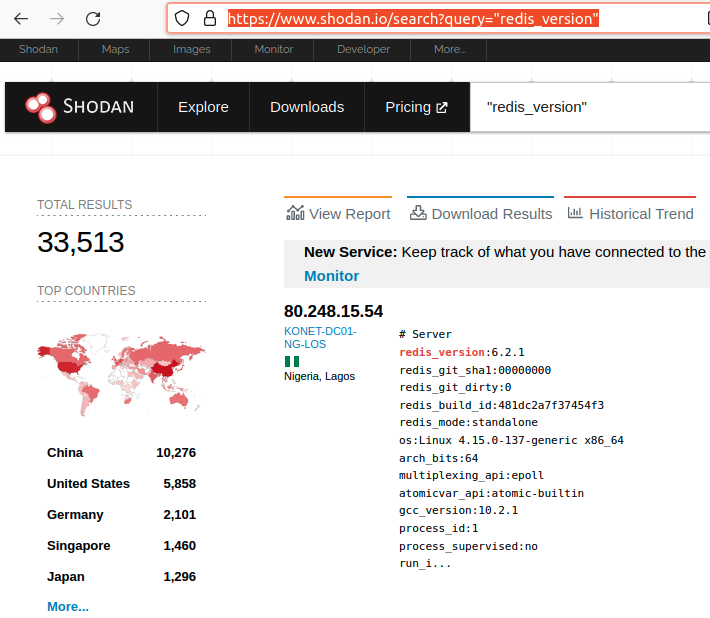 https://www.shodan.io/search?query="redis_version"
Shodan Maps Images Monitor Developer More...
SHODAN Explore Downloads Pricing "redis_version"
TOTAL RESULTS
33,513
TOP COUNTRIES
China 10,276
United States 5,858
Germany 2,101
Singapore 1,460
Japan 1,296
More...
View Report Download Results Historical Trend
New Service: Keep track of what you have connected to the
Monitor
80.248.15.54
KONET-DC01-
NG-LOS
Nigeria, Lagos
# Server
redis_version:6.2.1
redis_git_sha1:00000000
redis_git_dirty:0
redis_build_id:481dc2a7f37454f3
redis_mode:standalone
os:Linux 4.15.0-137-generic x86_64
arch_bits:64
multiplexing_api:epoll
atomicvar_api:atomic-builtin
gcc_version:10.2.1
process_id:1
process_supervised:no
run_i...